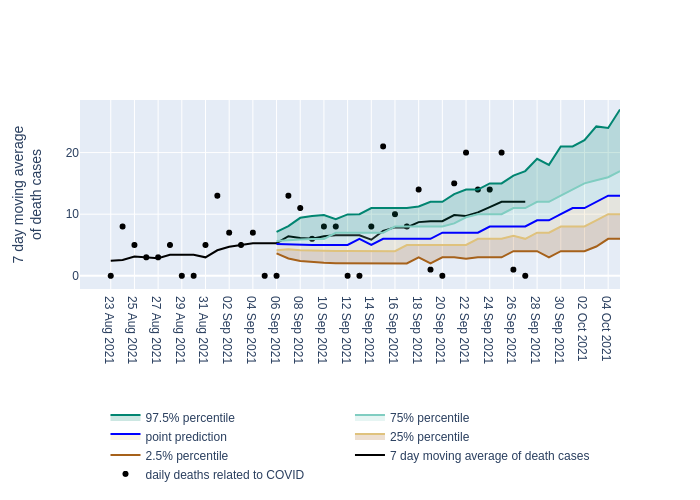 7 day moving average
of death cases
20
10
0
23 Aug 2021
25 Aug 2021
27 Aug 2021
29 Aug 2021
31 Aug 2021
02 Sep 2021
04 Sep 2021
06 Sep 2021
08 Sep 2021
10 Sep 2021
12 Sep 2021
14 Sep 2021
16 Sep 2021
18 Sep 2021
20 Sep 2021
22 Sep 2021
24 Sep 2021
26 Sep 2021
28 Sep 2021
30 Sep 2021
02 Oct 2021
04 Oct 2021
97.5% percentile
75% percentile
point prediction
25% percentile
2.5% percentile
7 day moving average of death cases
daily deaths related to COVID